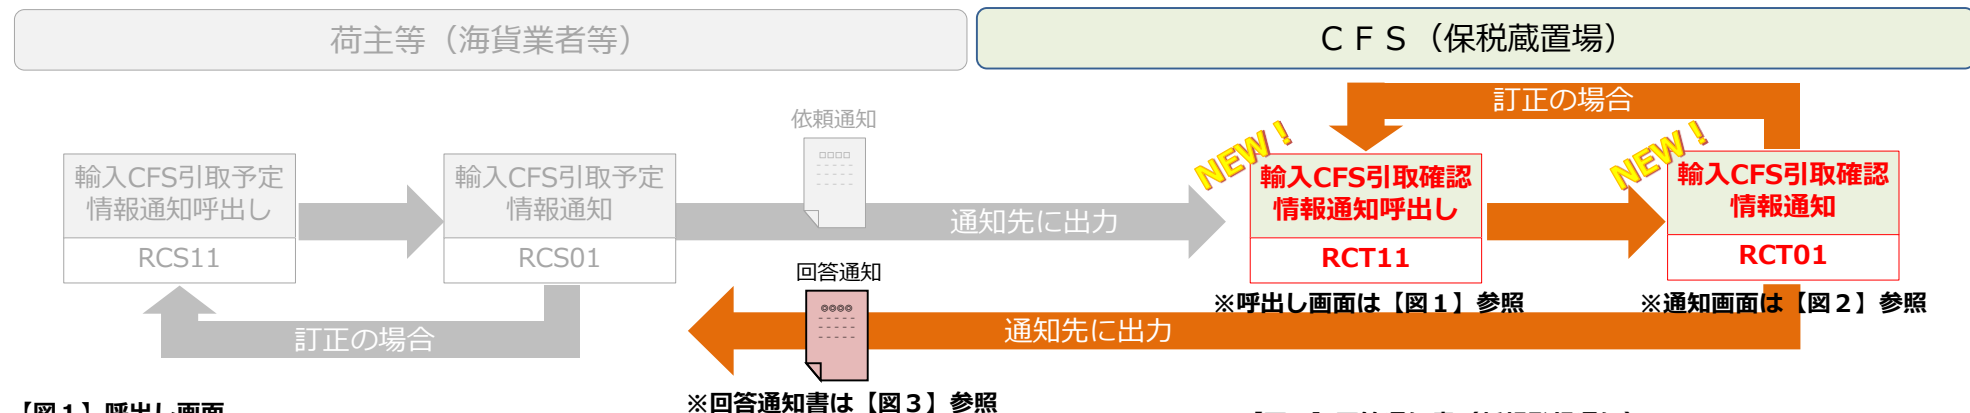 荷主等（海貨業者等）
ＣＦＳ（保税蔵置場）
訂正の場合
依頼通知
NEW！
NEW！
輸入CFS引取予定
情報通知呼出し
RCS11
輸入CFS引取予定
情報通知
RCS01
通知先に出力
輸入CFS引取確認
情報通知呼出し
RCT11
輸入CFS引取確認
情報通知
RCT01
回答通知
※呼出し画面は【図１】参照
※通知画面は【図２】参照
訂正の場合
通知先に出力
※回答通知書は【図３】参照
【図１】呼出し画面